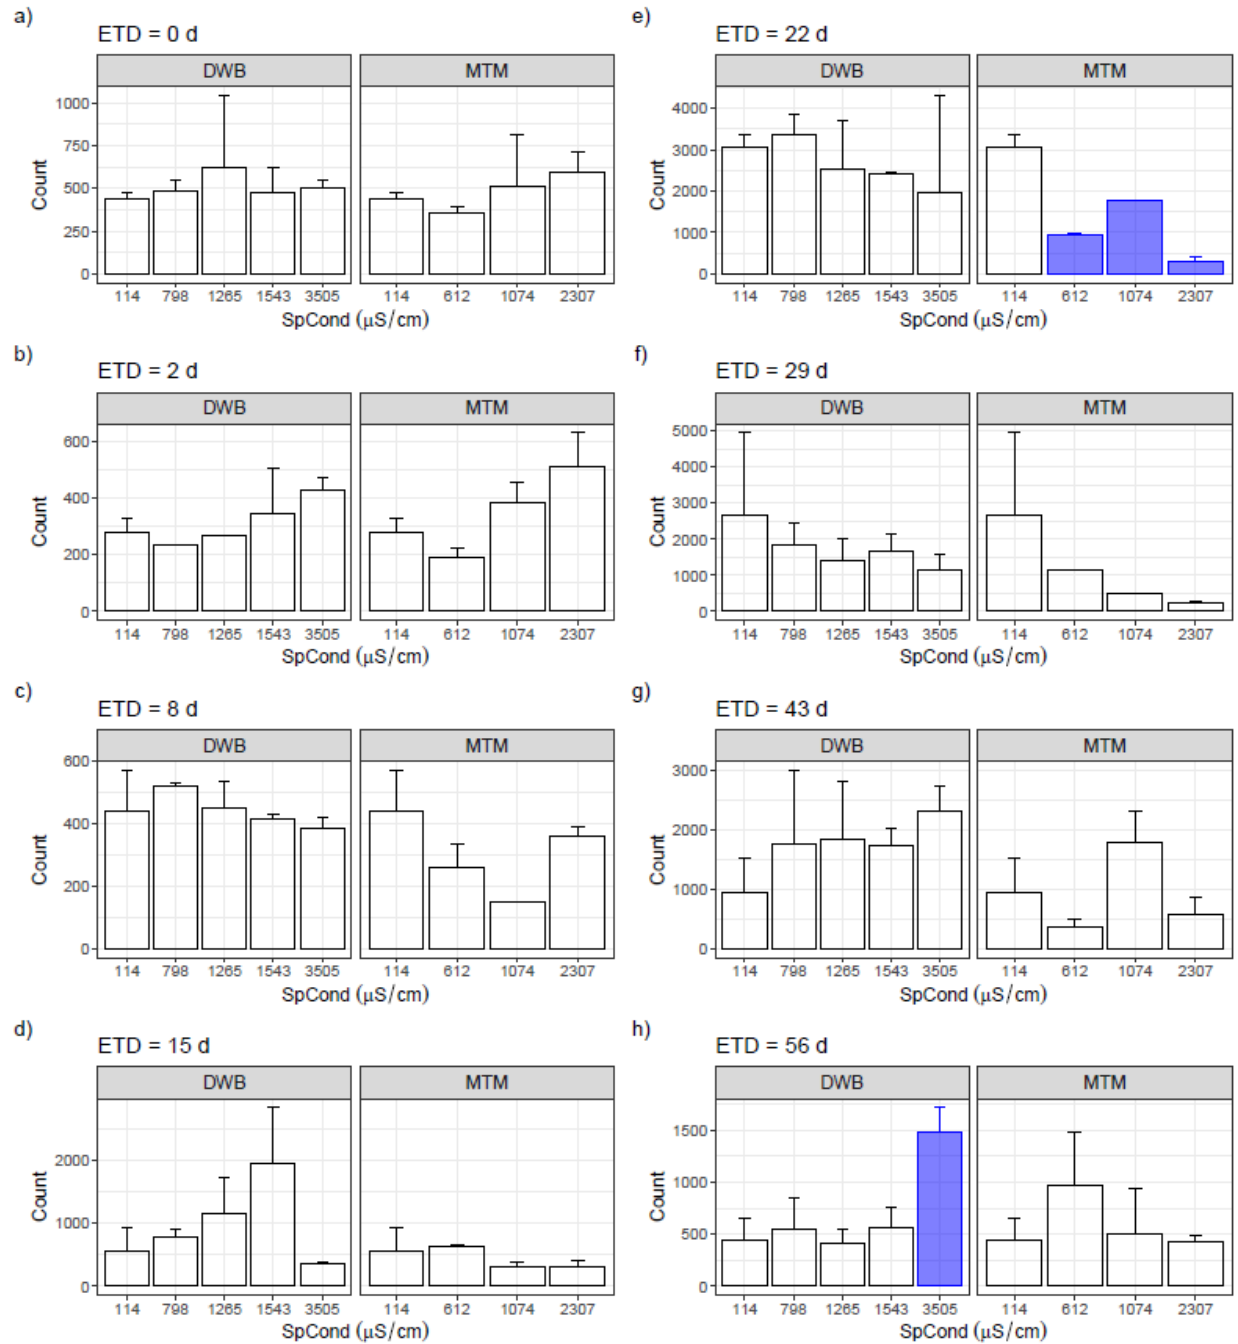 a)
ETD = 0 d
DWB MTM
Count
1000
750
500
250
0
114 798 1265 1543 3505 114 612 1074 2307
SpCond (μS/cm)
b)
ETD = 2 d
DWB MTM
Count
600
400
200
0
114 798 1265 1543 3505 114 612 1074 2307
SpCond (μS/cm)
c)
ETD = 8 d
DWB MTM
Count
600
400
200
0
114 798 1265 1543 3505 114 612 1074 2307
SpCond (μS/cm)
d)
ETD = 15 d
DWB MTM
Count
2000
1000
0
114 798 1265 1543 3505 114 612 1074 2307
SpCond (μS/cm)
e)
ETD = 22 d
DWB MTM
Count
4000
3000
2000
1000
0
114 798 1265 1543 3505 114 612 1074 2307
SpCond (μS/cm)
f)
ETD = 29 d
DWB MTM
Count
5000
4000
3000
2000
1000
0
114 798 1265 1543 3505 114 612 1074 2307
SpCond (μS/cm)
g)
ETD = 43 d
DWB MTM
Count
3000
2000
1000
0
114 798 1265 1543 3505 114 612 1074 2307
SpCond (μS/cm)
h)
ETD = 56 d
DWB MTM
Count
1500
1000
500
0
114 798 1265 1543 3505 114 612 1074 2307
SpCond (μS/cm)